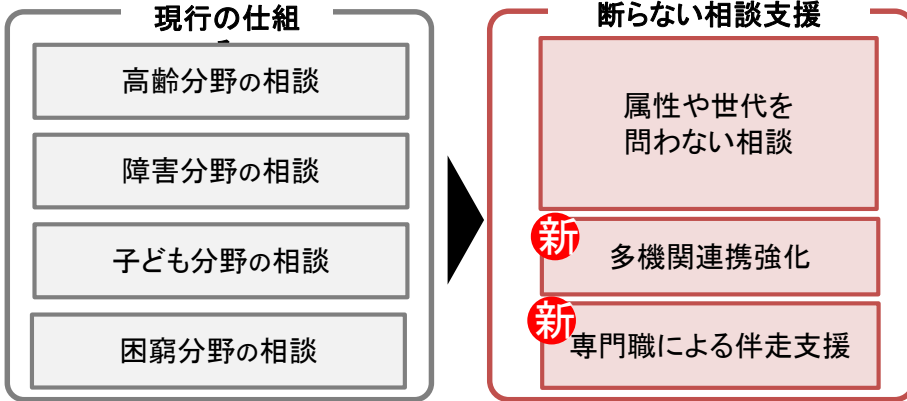 現行の仕組
高齢分野の相談
障害分野の相談
子ども分野の相談
困窮分野の相談
断らない相談支援
属性や世代を
問わない相談
新
多機関連携強化
新
専門職による伴走支援